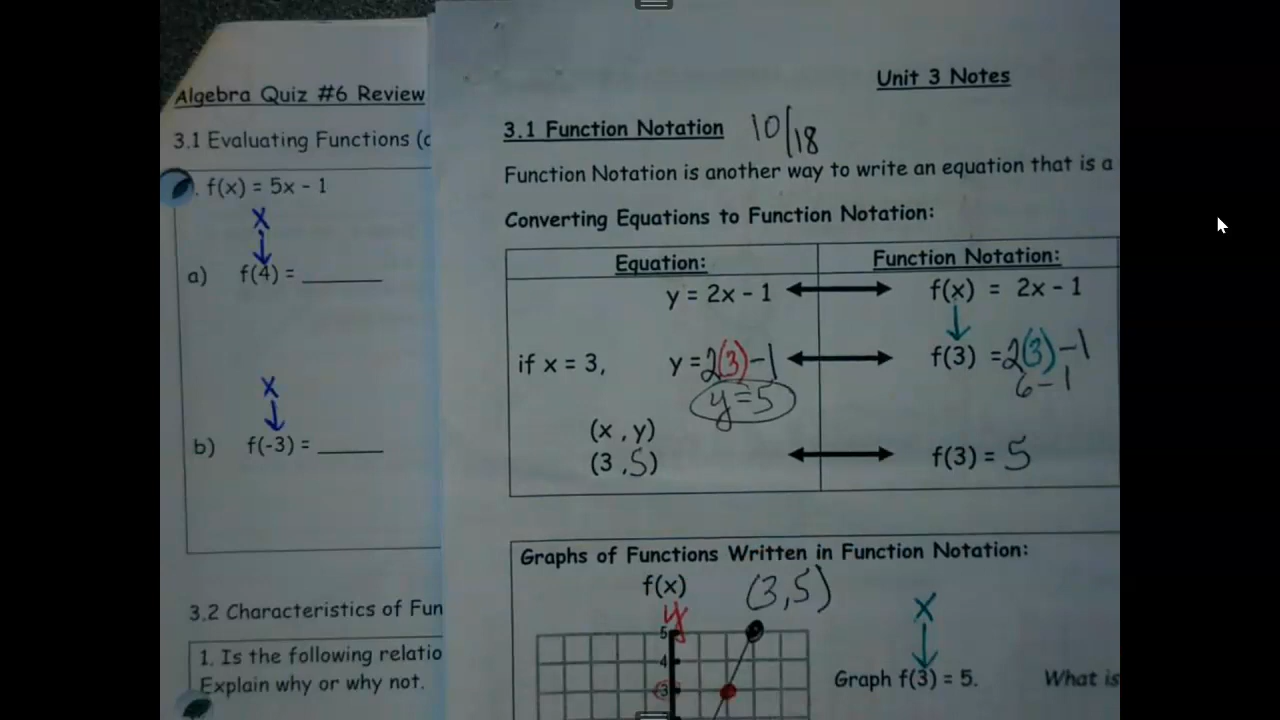 Algebra Quiz #6 Review
3.1 Evaluating Functions (
. f(x) = 5x - 1
X
a) f(4) = ______
X
b) f(-3) = ______
3.2 Characteristics of Fun
1. Is the following relatio
Explain why or why not.
Unit 3 Notes
3.1 Function Notation 10/18
Function Notation is another way to write an equation that is a
Converting Equations to Function Notation:
Equation: Function Notation:
y = 2x - 1 f(x) = 2x - 1
if x = 3, y = 2(3)-1 f(3) = 2(3)-1
6-1
y=5
(x , y)
(3 ,5) f(3) = 5
Graphs of Functions Written in Function Notation:
f(x) (3,5) X
y
5
4
3
Graph f(3) = 5. What is